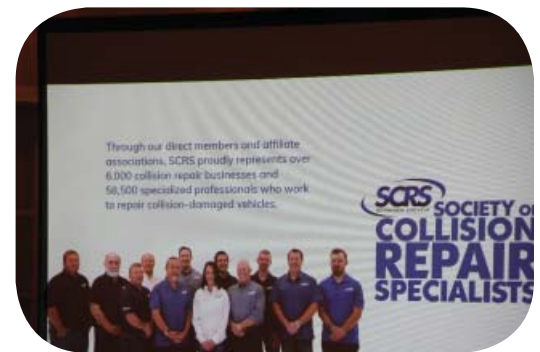 Through our direct members and affiliate
associations, SCRS proudly represents over
6,000 collision repair businesses and
58,500 specialized professionals who work
to repair collision-damaged vehicles.
SCRS
SOCIETY OF
COLLISION
REPAIR
SPECIALISTS